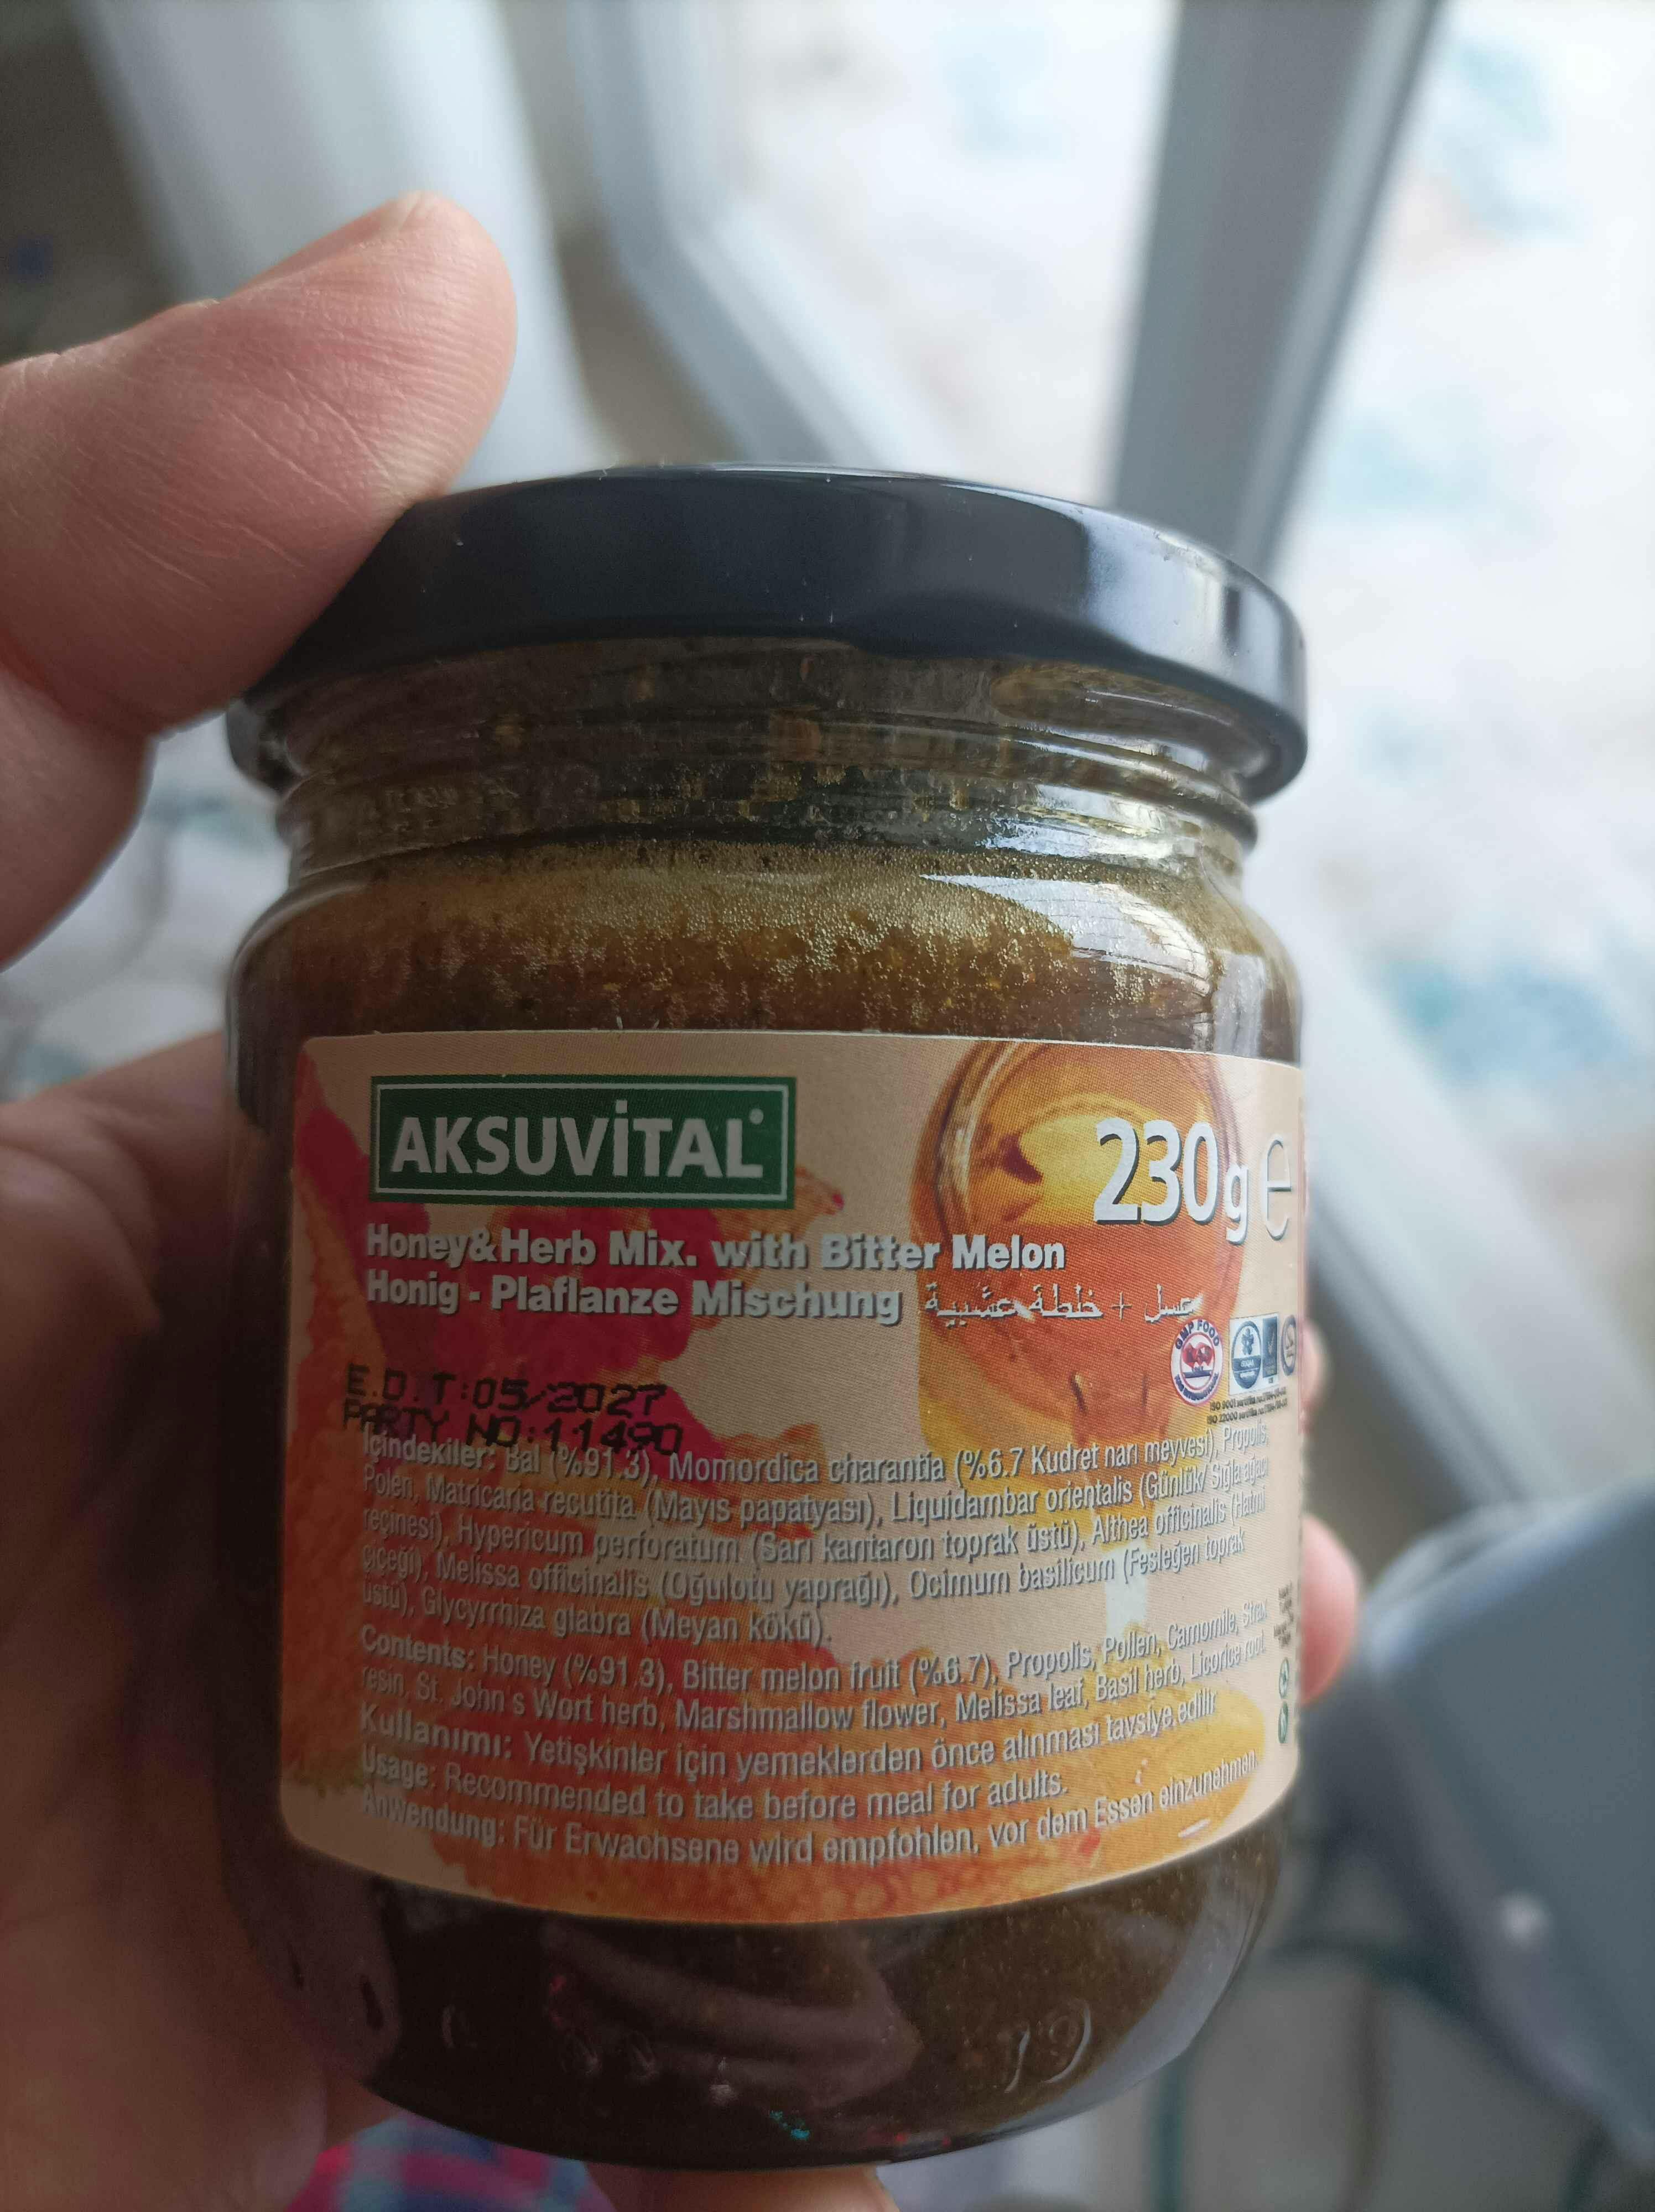 AKSUVİTAL
230g e
Honey&Herb Mix. with Bitter Melon
Honig - Plaflanze Mischung عسل + خلطة عشبية
GMP FOOD
E.D.T:05/2027
PARTY NO:11490
İçindekiler: Bal (%91.3), Momordica charantia (%6.7 Kudret narı meyvesi), Propolis,
Polen, Matricaria recutita (Mayıs papatyası), Liquidambar orientalis (Günlük/ Sığla ağacı
reçinesi), Hypericum perforatum (Sarı kantaron toprak üstü), Althea officinalis (Hatmi
çiçeği), Melissa officinalis (Oğulotu yaprağı), Ocimum basilicum (Fesleğen toprak
üstü), Glycyrrhiza glabra (Meyan kökü).
Contents: Honey (%91.3), Bitter melon fruit (%6.7), Propolis, Pollen, Camomile, Strax
resin, St. John s Wort herb, Marshmallow flower, Melissa leaf, Basil herb, Licorice root.
Kullanımı: Yetişkinler için yemeklerden önce alınması tavsiye edilir
Usage: Recommended to take before meal for adults.
Anwendung: Für Erwachsene wird empfohlen, vor dem Essen einzunehmen.